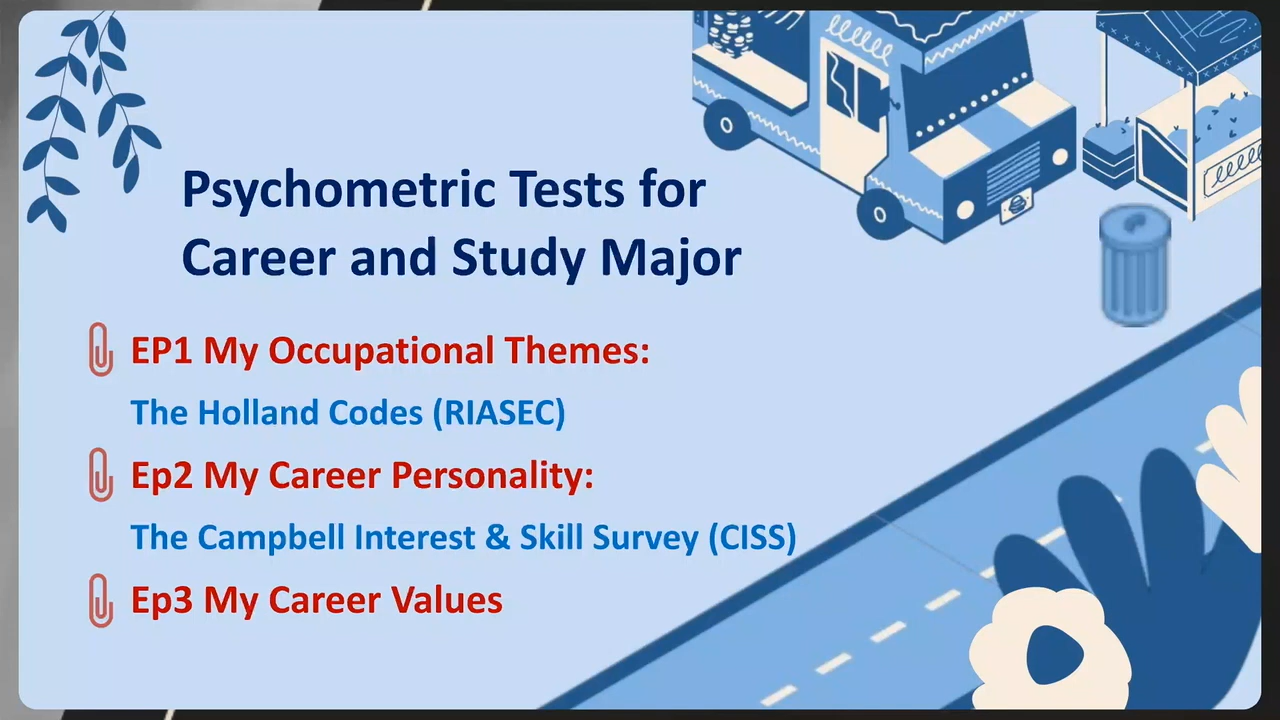 Psychometric Tests for
Career and Study Major
EP1 My Occupational Themes:
The Holland Codes (RIASEC)
Ep2 My Career Personality:
The Campbell Interest & Skill Survey (CISS)
Ep3 My Career Values